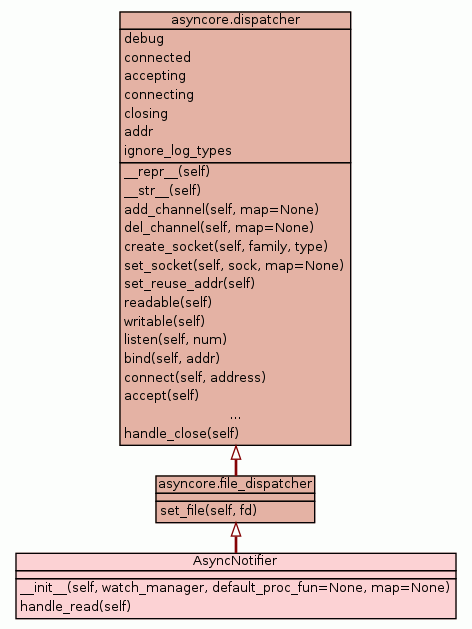 asyncore.dispatcher
debug
connected
accepting
connecting
closing
addr
ignore_log_types
__repr__(self)
__str__(self)
add_channel(self, map=None)
del_channel(self, map=None)
create_socket(self, family, type)
set_socket(self, sock, map=None)
set_reuse_addr(self)
readable(self)
writable(self)
listen(self, num)
bind(self, addr)
connect(self, address)
accept(self)
...
handle_close(self)
asyncore.file_dispatcher
set_file(self, fd)
AsyncNotifier
__init__(self, watch_manager, default_proc_fun=None, map=None)
handle_read(self)